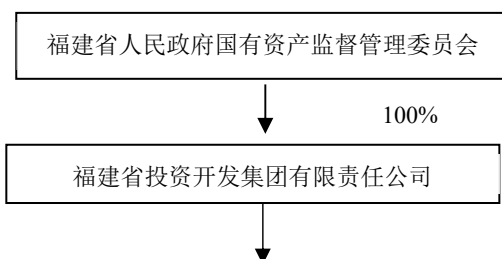 福建省人民政府国有资产监督管理委员会
100%
福建省投资开发集团有限责任公司